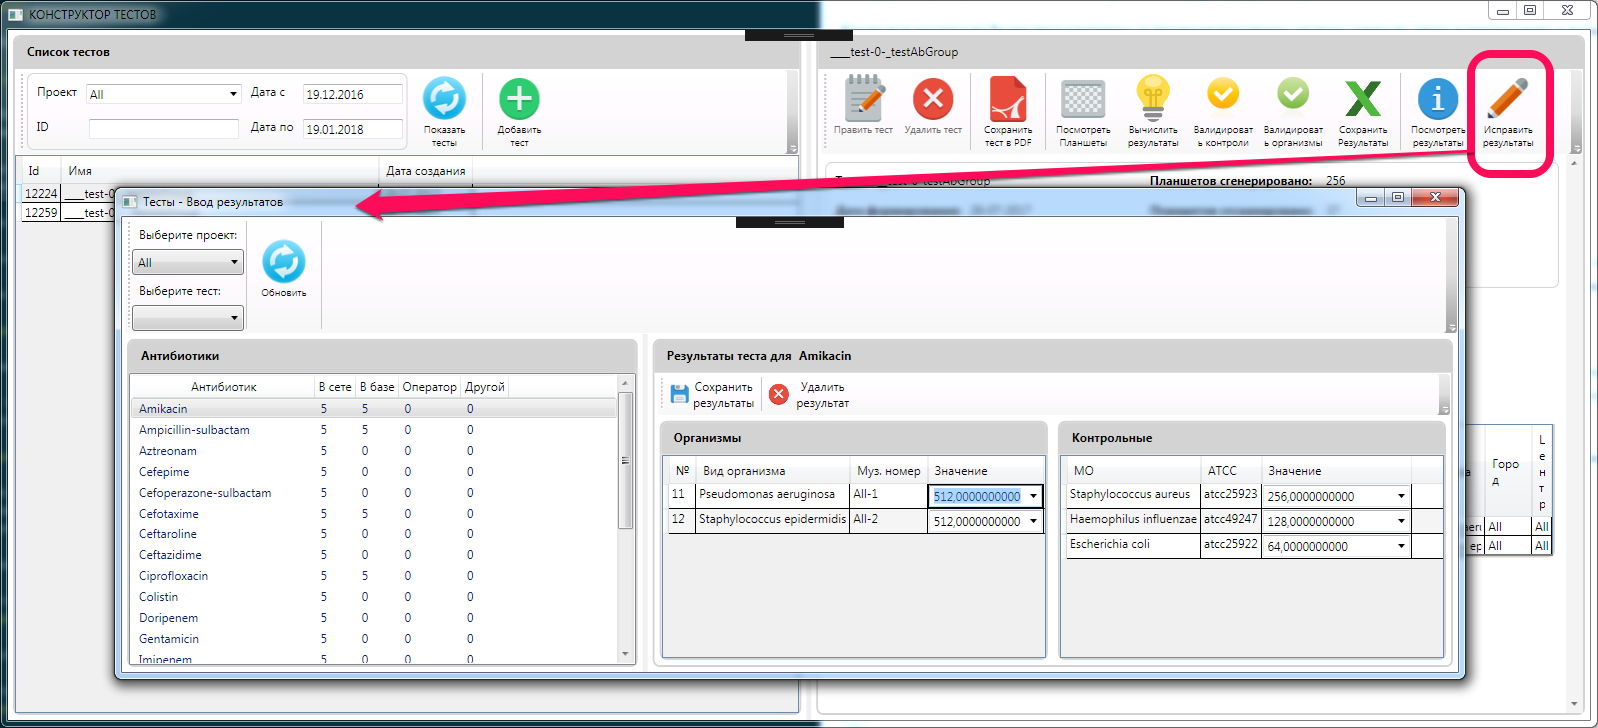 КОНСТРУКТОР ТЕСТОВ
Список тестов
Проект
All
Дата с
19.12.2016
ID
Дата по
19.01.2018
Показать
тесты
Добавить
тест
Id Имя Дата создания
12224 ___test-0
12259 ___test-0
___test-0-_testAbGroup
Править тест
Удалить тест
Сохранить
тест в PDF
Посмотреть
Планшеты
Вычислить
результаты
Валидироват
ь контроли
Валидироват
ь организмы
Сохранить
Результаты
Посмотреть
результаты
Исправить
результаты
Планшетов сгенерировано: 256
Тесты - Ввод результатов
Выберите проект:
All
Выберите тест:
Обновить
Антибиотики
Антибиотик В сете В базе Оператор Другой
Amikacin 5 5 0 0
Ampicillin-sulbactam 5 5 0 0
Aztreonam 5 0 0 0
Cefepime 5 0 0 0
Cefoperazone-sulbactam 5 0 0 0
Cefotaxime 5 5 0 0
Ceftaroline 5 0 0 0
Ceftazidime 5 0 0 0
Ciprofloxacin 5 5 0 0
Colistin 5 0 0 0
Doripenem 5 0 0 0
Gentamicin 5 0 0 0
Imipenem 5 0 0 0
Результаты теста для Amikacin
Сохранить
результаты
Удалить
результат
Организмы
№ Вид организма Муз. номер Значение
11 Pseudomonas aeruginosa All-1 512,0000000000
12 Staphylococcus epidermidis All-2 512,0000000000
Контрольные
МО АТСС Значение
Staphylococcus aureus atcc25923 256,0000000000
Haemophilus influenzae atcc49247 128,0000000000
Escherichia coli atcc25922 64,0000000000
Горо
д
All All
ep All All